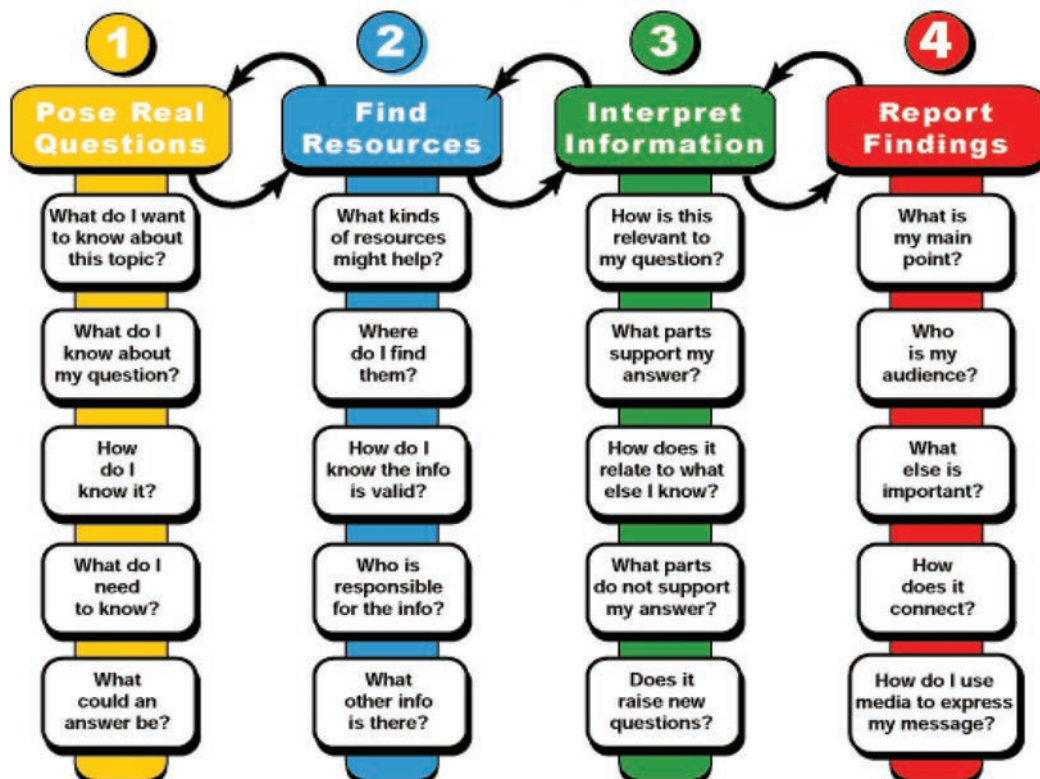 1
Pose Real
Questions
What do I want
to know about
this topic?
What do I
know about
my question?
How
do I
know it?
What do I
need
to know?
What
could an
answer be?
2
Find
Resources
What kinds
of resources
might help?
Where
do I find
them?
How do I
know the info
is valid?
Who is
responsible
for the info?
What
other info
is there?
3
Interpret
Information
How is this
relevant to
my question?
What parts
support my
answer?
How does it
relate to what
else I know?
What parts
do not support
my answer?
Does it
raise new
questions?
4
Report
Findings
What is
my main
point?
Who
is my
audience?
What
else is
important?
How
does it
connect?
How do I use
media to express
my message?